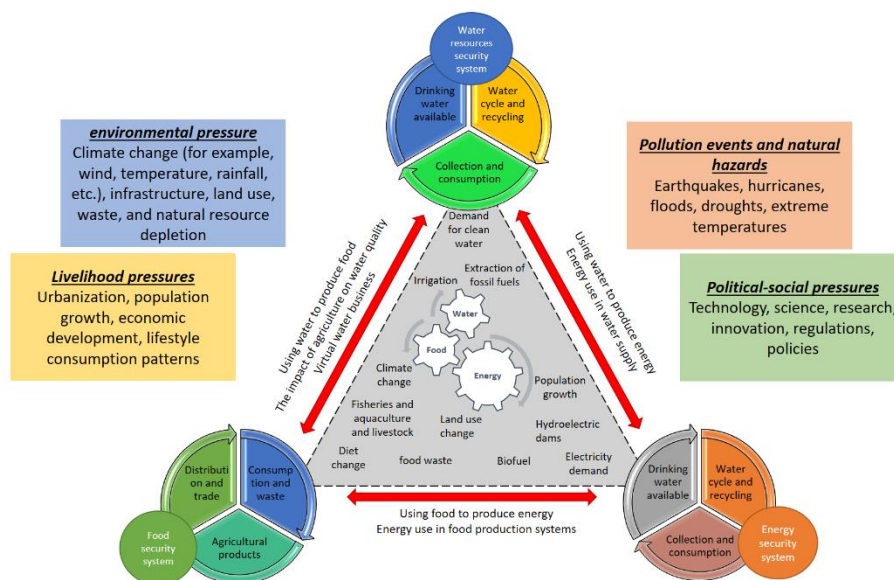 Water
resources
security
system
Drinking
water
available
Water
cycle and
recycling
Collection and
consumption
environmental pressure
Climate change (for example,
wind, temperature, rainfall,
etc.), infrastructure, land use,
waste, and natural resource
depletion
Livelihood pressures
Urbanization, population
growth, economic
development, lifestyle
consumption patterns
Pollution events and natural
hazards
Earthquakes, hurricanes,
floods, droughts, extreme
temperatures
Political-social pressures
Technology, science, research,
innovation, regulations,
policies
Using water to produce food
The impact of agriculture on water quality
Virtual water business
Using water to produce energy
Energy use in water
supply
Demand
for clean
water
Irrigation
Extraction of
fossil fuels
Water
Food
Energy
Climate
change
Population
growth
Fisheries and
aquaculture
and livestock
Land use
change
Hydroelectric
dams
Diet
change
food waste
Biofuel
Electricity
demand
Using food to produce energy
Energy use in food production systems
Distributi
on and
trade
Consump
tion and
waste
Agricultural
products
Food
security
system
Drinking
water
available
Water
cycle and
recycling
Collection and
consumption
Energy
security
system